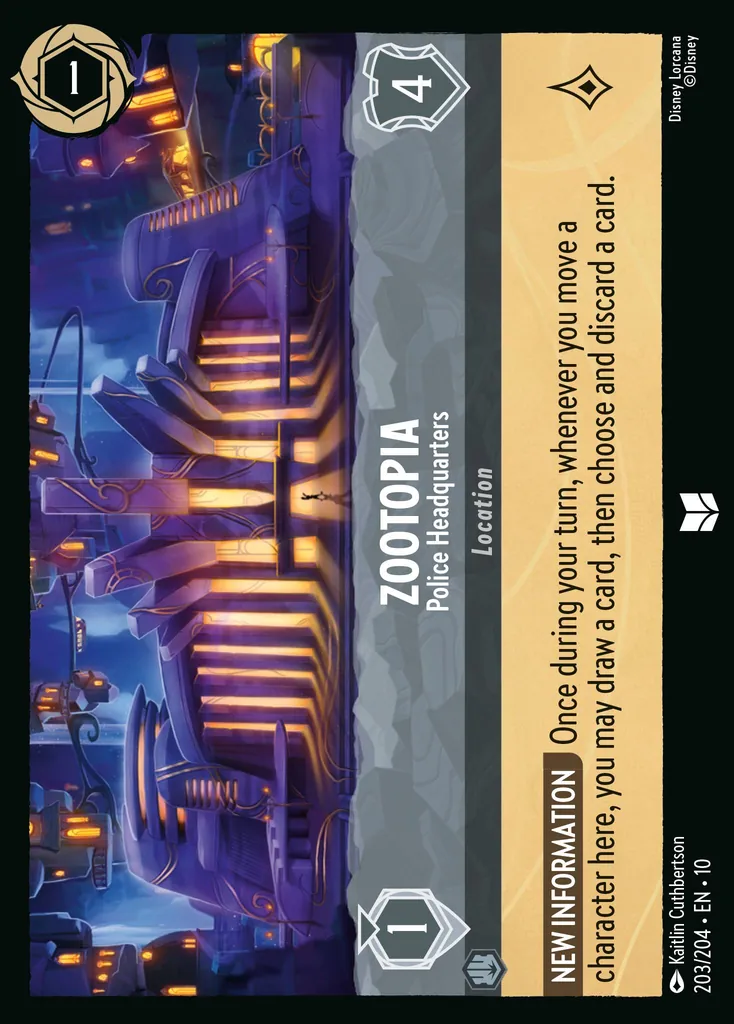 1
4
1
ZOOTOPIA
Police Headquarters
Location
NEW INFORMATION Once during your turn, whenever you move a
character here, you may draw a card, then choose and discard a card.
Kaitlin Cuthbertson
203/204 • EN • 10
Disney Lorcana
©Disney